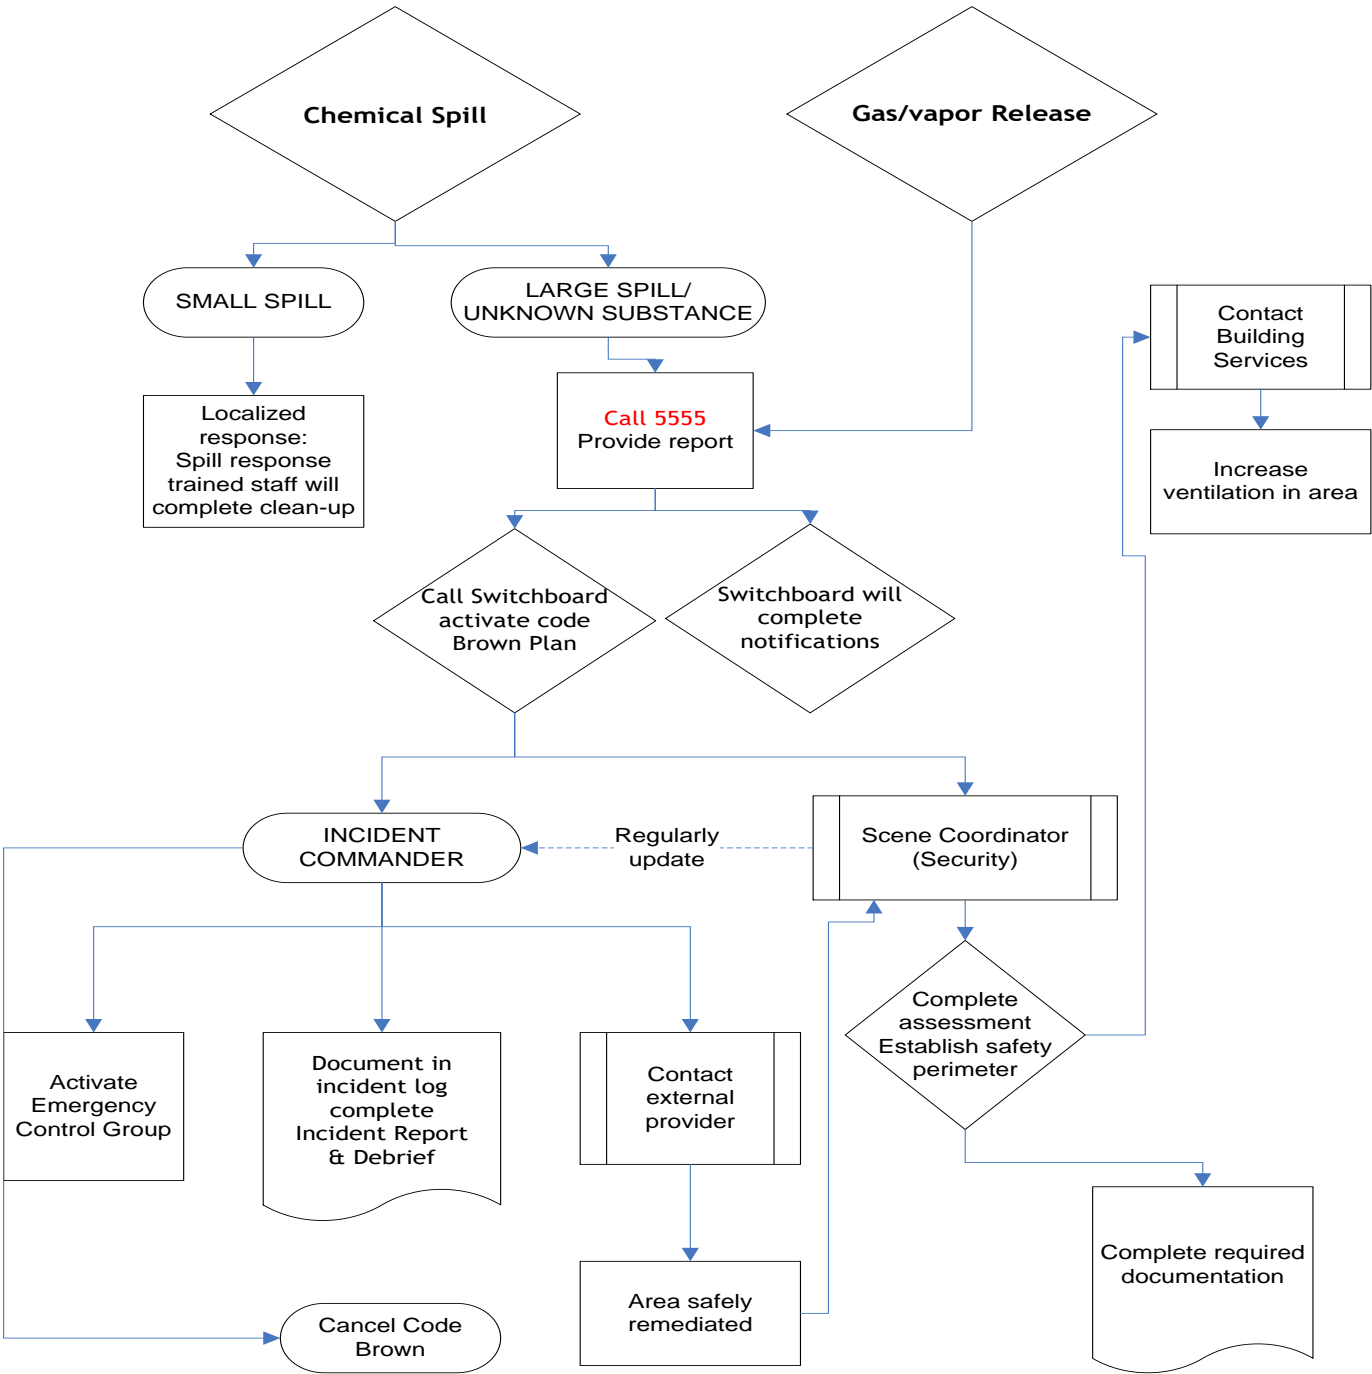 Chemical Spill
Gas/vapor Release
SMALL SPILL
LARGE SPILL/
UNKNOWN SUBSTANCE
Contact
Building
Services
Localized
response:
Spill response
trained staff will
complete clean-up
Call 5555
Provide report
Increase
ventilation in area
Call Switchboard
activate code
Brown Plan
Switchboard will
complete
notifications
INCIDENT
COMMANDER
Regularly
update
Scene Coordinator
(Security)
Complete
assessment
Establish safety
perimeter
Activate
Emergency
Control Group
Document in
incident log
complete
Incident Report
& Debrief
Contact
external
provider
Complete required
documentation
Area safely
remediated
Cancel Code
Brown